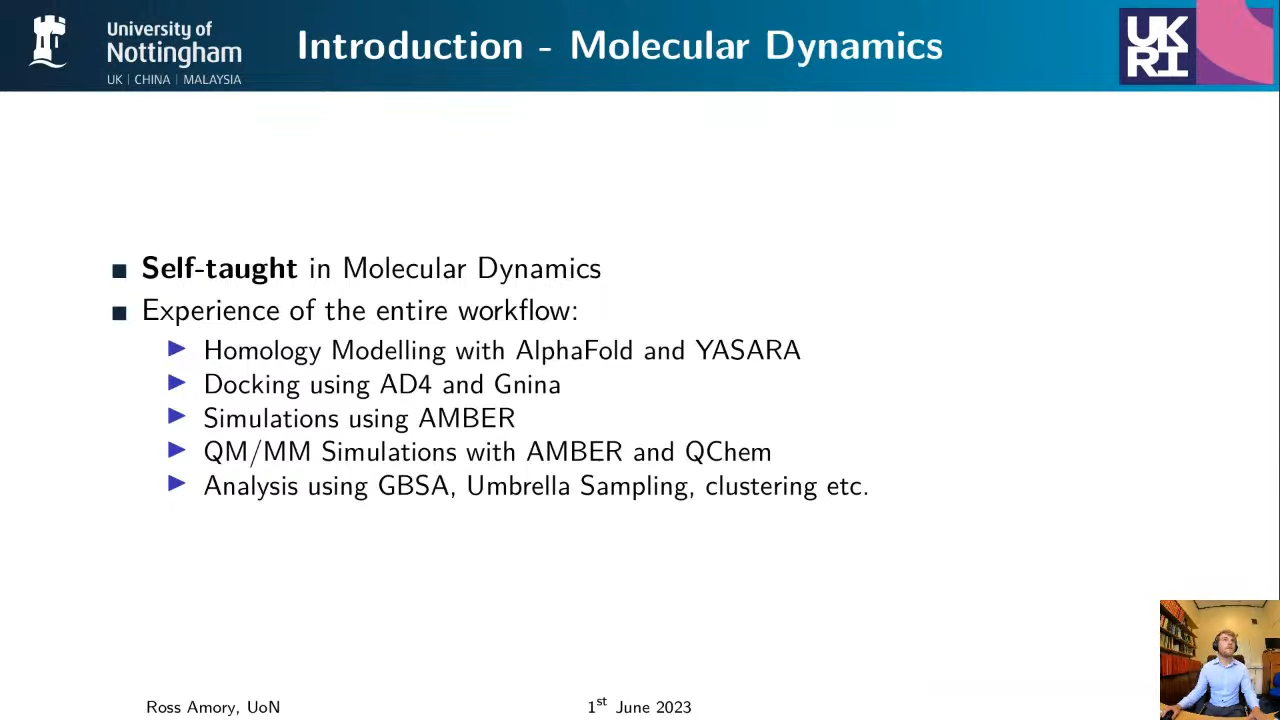 University of
Nottingham
UK | CHINA | MALAYSIA
Introduction - Molecular Dynamics
UK
RI
Self-taught in Molecular Dynamics
Experience of the entire workflow:
Homology Modelling with AlphaFold and YASARA
Docking using AD4 and Gnina
Simulations using AMBER
QM/MM Simulations with AMBER and QChem
Analysis using GBSA, Umbrella Sampling, clustering etc.
Ross Amory, UoN
1st June 2023